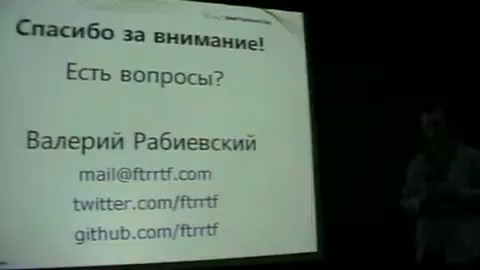 Спасибо за внимание!
Есть вопросы?
Валерий Рабиевский
mail@ftrrtf.com
twitter.com/ftrrtf
github.com/ftrrtf